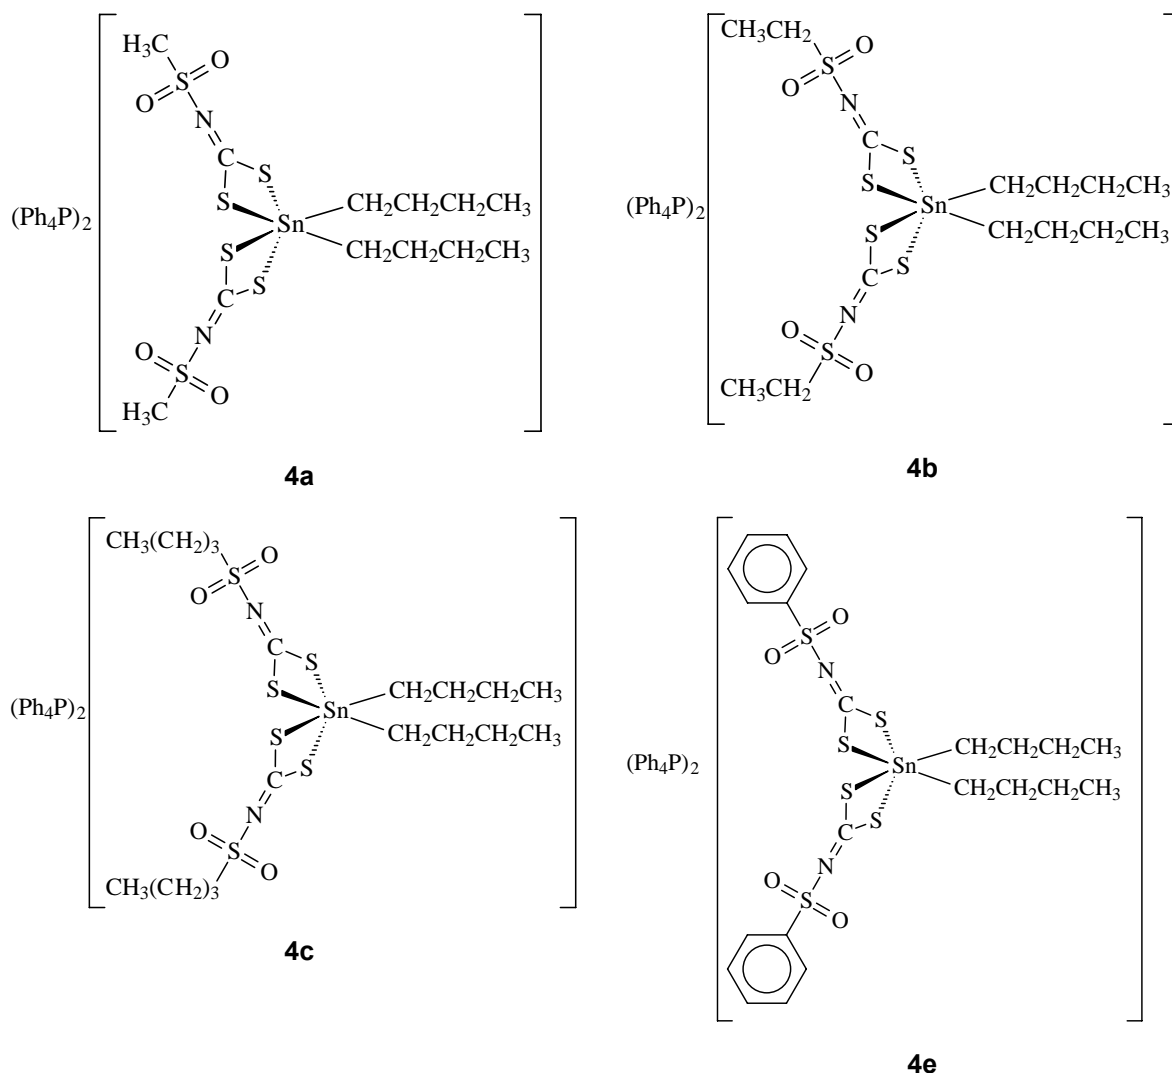 H₃C
O
S
O
N
C
S
S
CH₂CH₂CH₂CH₃
(Ph₄P)₂
Sn
S
CH₂CH₂CH₂CH₃
S
C
N
O
S
O
H₃C
4a
CH₃CH₂
O
S
O
N
C
S
S
CH₂CH₂CH₂CH₃
(Ph₄P)₂
Sn
S
CH₂CH₂CH₂CH₃
S
C
N
O
S
O
CH₃CH₂
4b
CH₃(CH₂)₃
O
S
O
N
C
S
S
CH₂CH₂CH₂CH₃
(Ph₄P)₂
Sn
S
CH₂CH₂CH₂CH₃
S
C
N
O
S
O
CH₃(CH₂)₃
4c
O
S
O
N
C
S
S
CH₂CH₂CH₂CH₃
(Ph₄P)₂
Sn
S
CH₂CH₂CH₂CH₃
S
C
N
O
S
O
4e